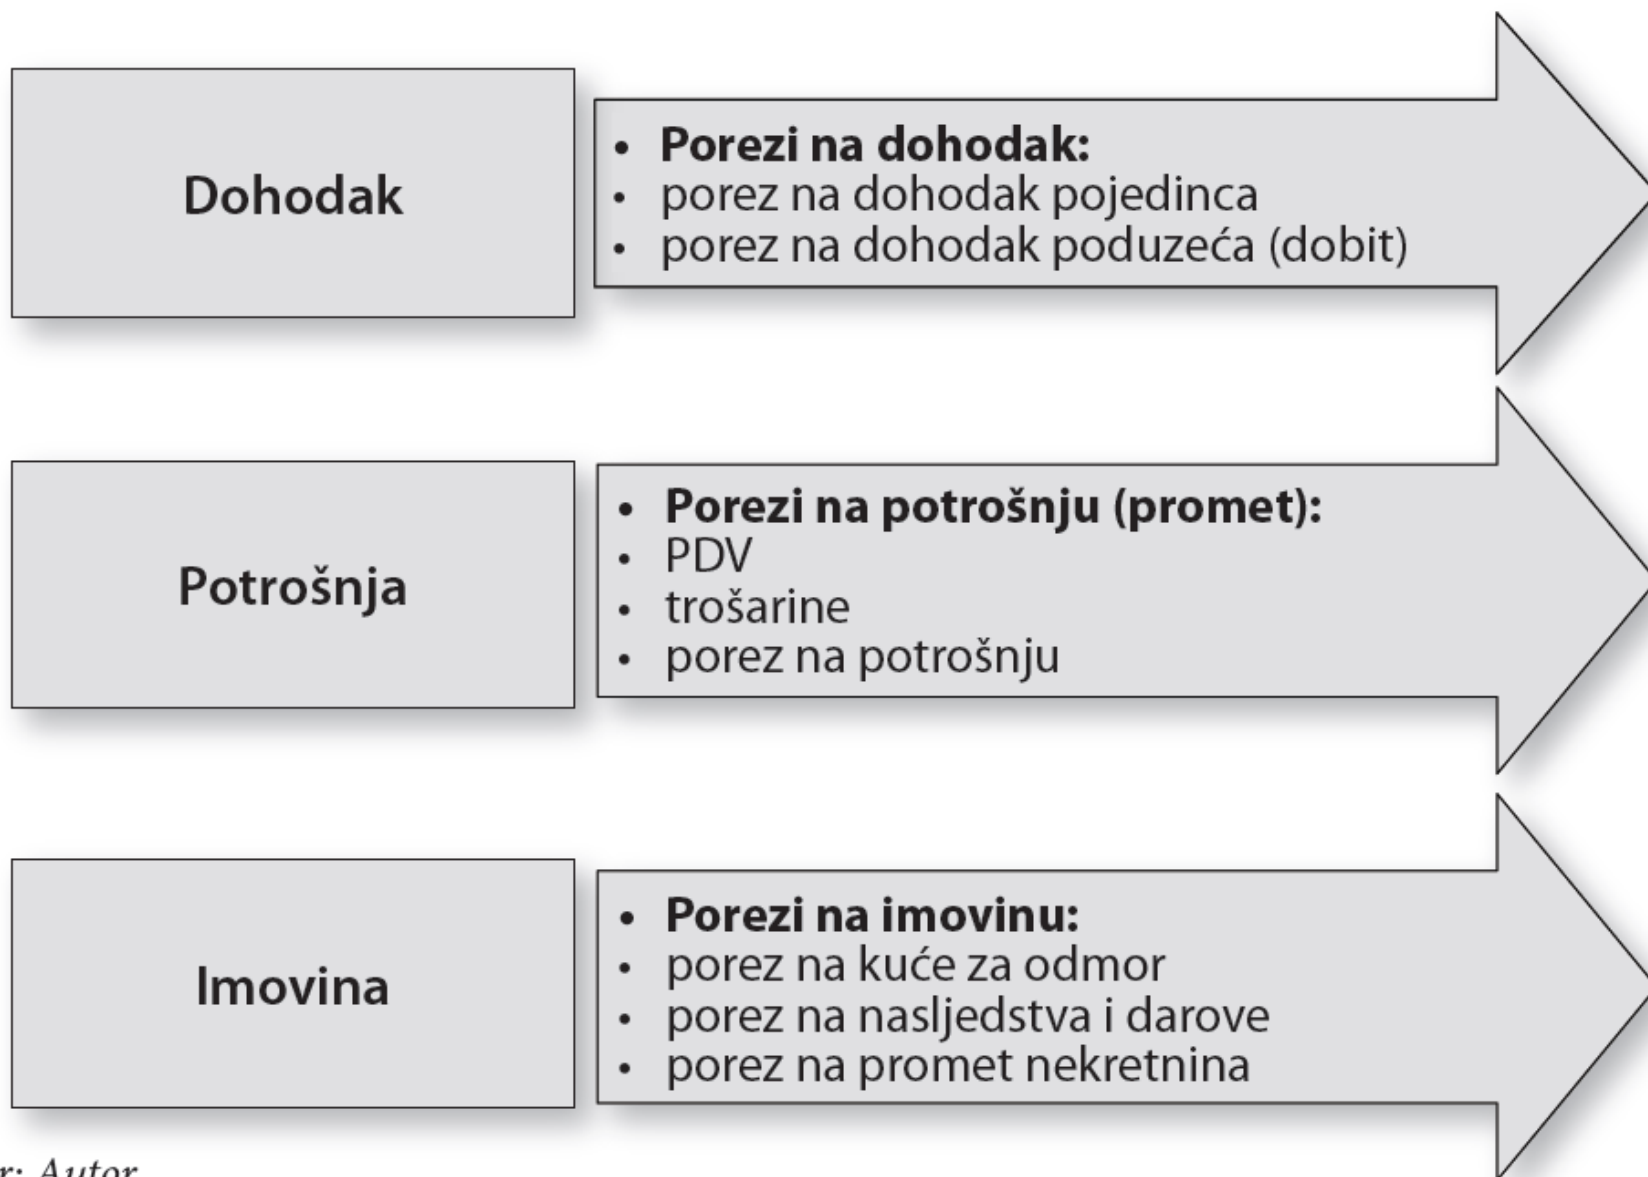 Dohodak
• Porezi na dohodak:
• porez na dohodak pojedinca
• porez na dohodak poduzeća (dobit)
Potrošnja
• Porezi na potrošnju (promet):
• PDV
• trošarine
• porez na potrošnju
Imovina
• Porezi na imovinu:
• porez na kuće za odmor
• porez na nasljedstva i darove
• porez na promet nekretnina
Autor